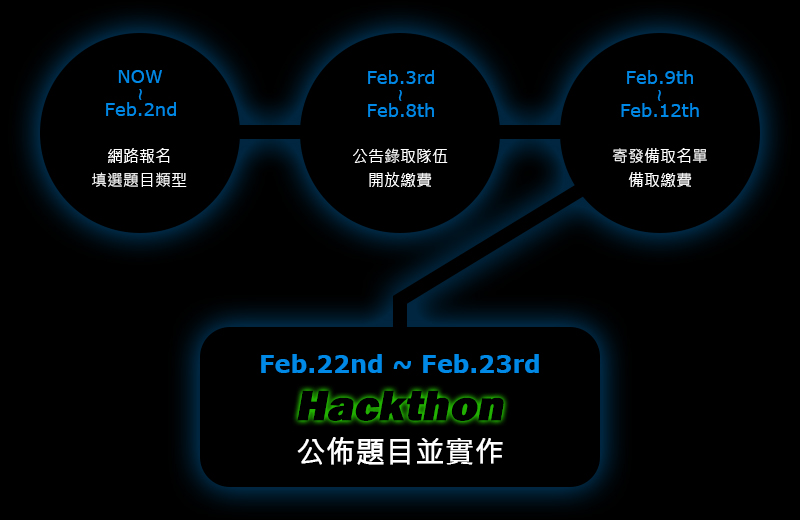 NOW
~
Feb.2nd
網路報名
填選題目類型
Feb.3rd
~
Feb.8th
公告錄取隊伍
開放繳費
Feb.9th
~
Feb.12th
寄發備取名單
備取繳費
Feb.22nd ~ Feb.23rd
Hackthon
公佈題目並實作